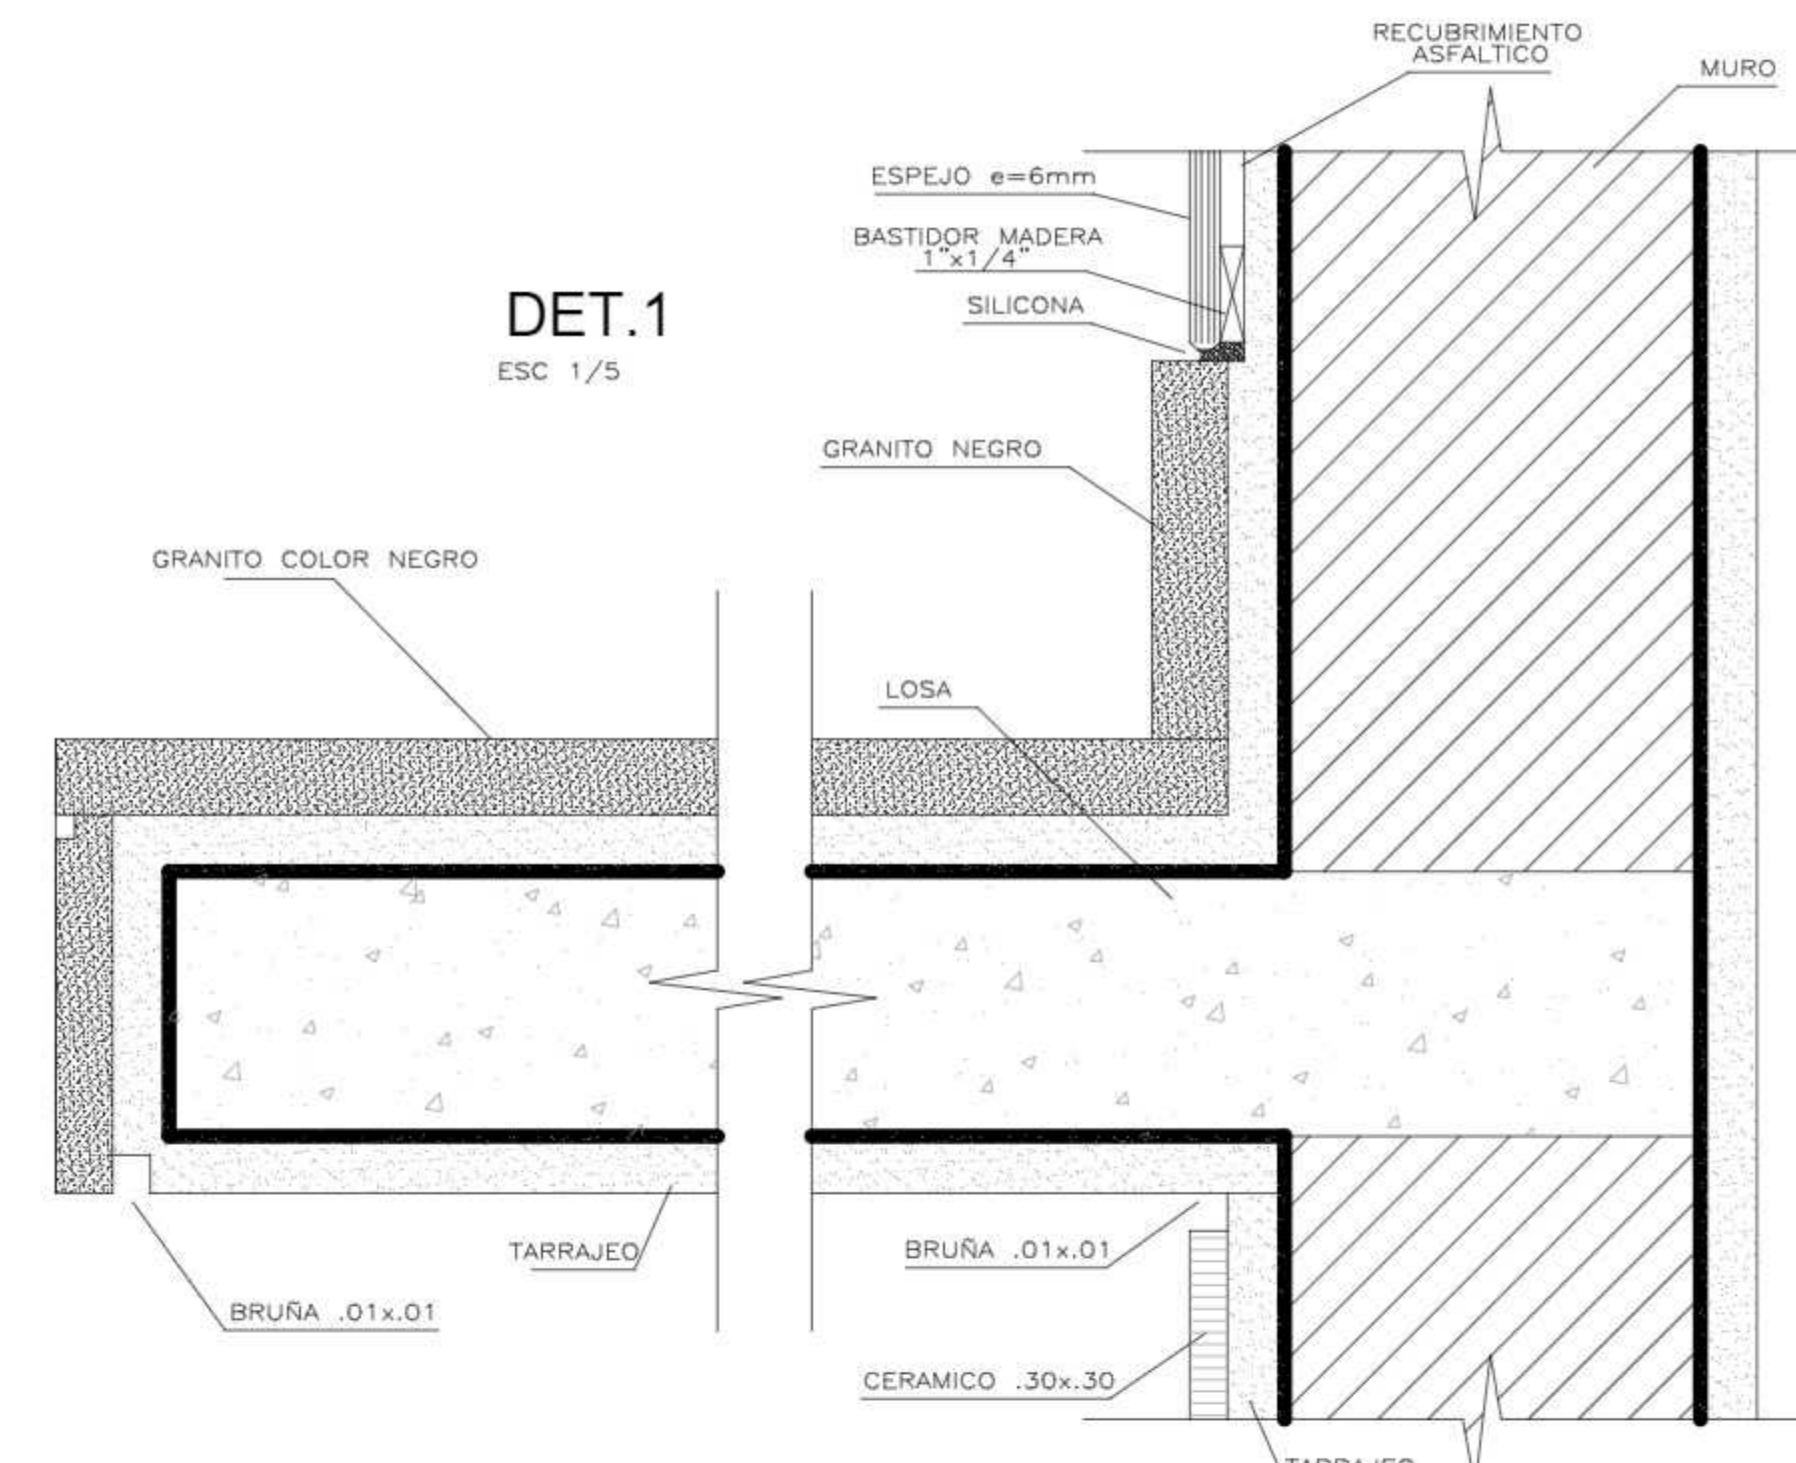 RECUBRIMIENTO
ASFALTICO
MURO
ESPEJO e=6mm
BASTIDOR MADERA
1"x1/4"
SILICONA
DET.1
ESC 1/5
GRANITO NEGRO
GRANITO COLOR NEGRO
LOSA
TARRAJEO
BRUÑA .01x.01
BRUÑA .01x.01
CERAMICO .30x.30
TARRAJEO